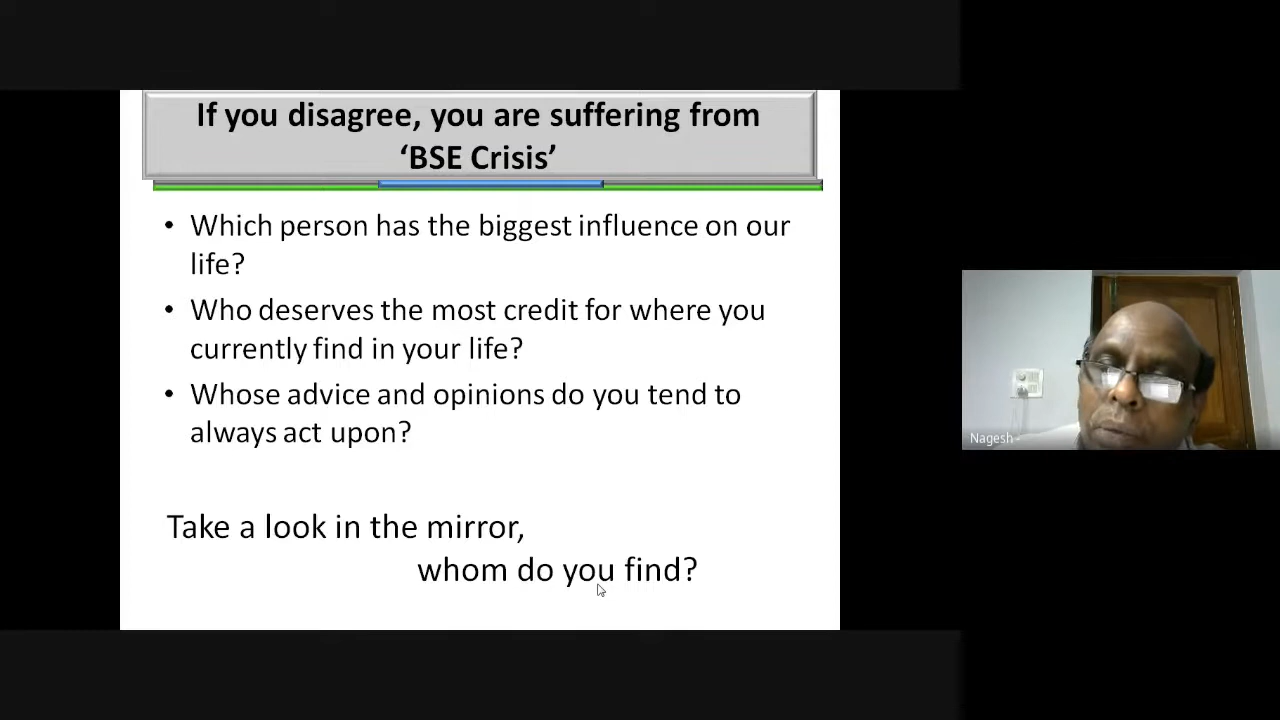 If you disagree, you are suffering from
‘BSE Crisis’
• Which person has the biggest influence on our
life?
• Who deserves the most credit for where you
currently find in your life?
• Whose advice and opinions do you tend to
always act upon?
Take a look in the mirror,
whom do you find?
Nagesh -